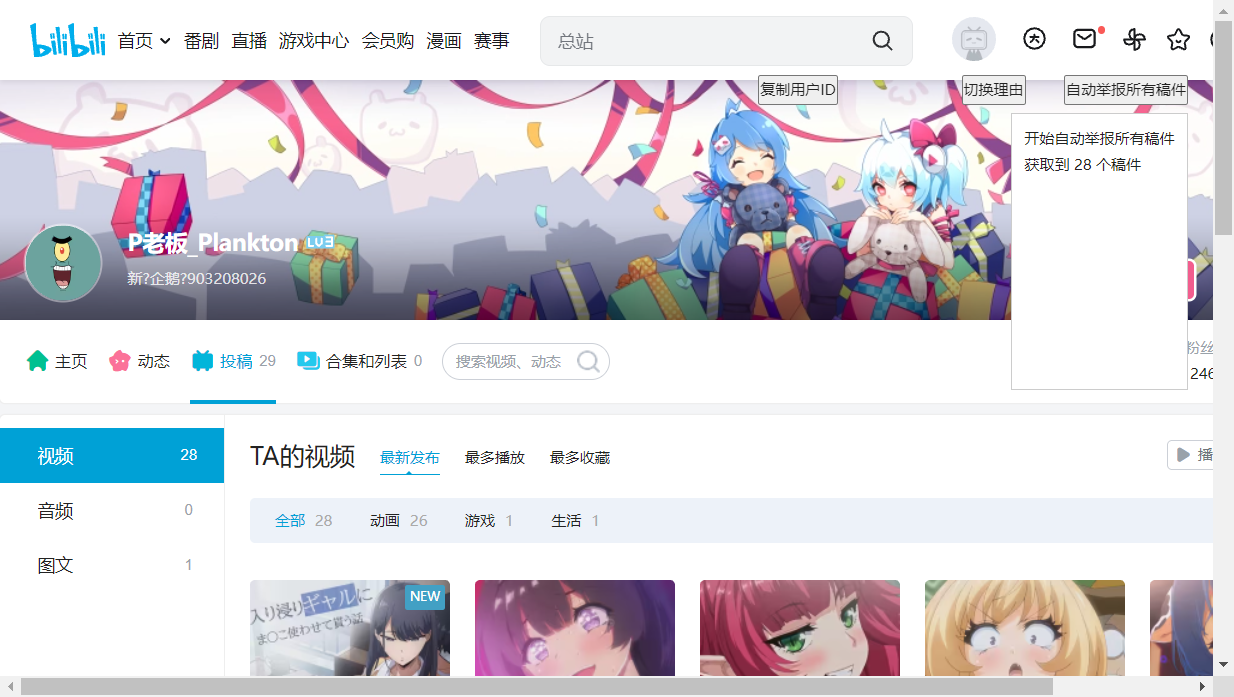 bilibili 首页 番剧 直播 游戏中心 会员购 漫画 赛事 总站
复制用户ID 切换理由 自动举报所有稿件
开始自动举报所有稿件
获取到 28 个稿件
P老板_Plankton LV3
新?企鹅?903208026
主页 动态 投稿 29 合集和列表 0 搜索视频、动态
粉丝
246
视频 28
音频 0
图文 1
TA的视频 最新发布 最多播放 最多收藏
播
全部 28 动画 26 游戏 1 生活 1
NEW
入り浸りギャルに
ま〇こ使わせて貰う話